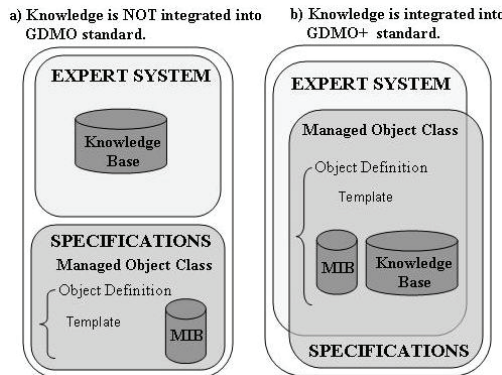 a) Knowledge is NOT integrated into
GDMO standard.
EXPERT SYSTEM
Knowledge
Base
SPECIFICATIONS
Managed Object Class
Object Definition
Template
MIB
b) Knowledge is integrated into
GDMO+ standard.
EXPERT SYSTEM
Managed Object Class
Object Definition
Template
MIB
Knowledge
Base
SPECIFICATIONS